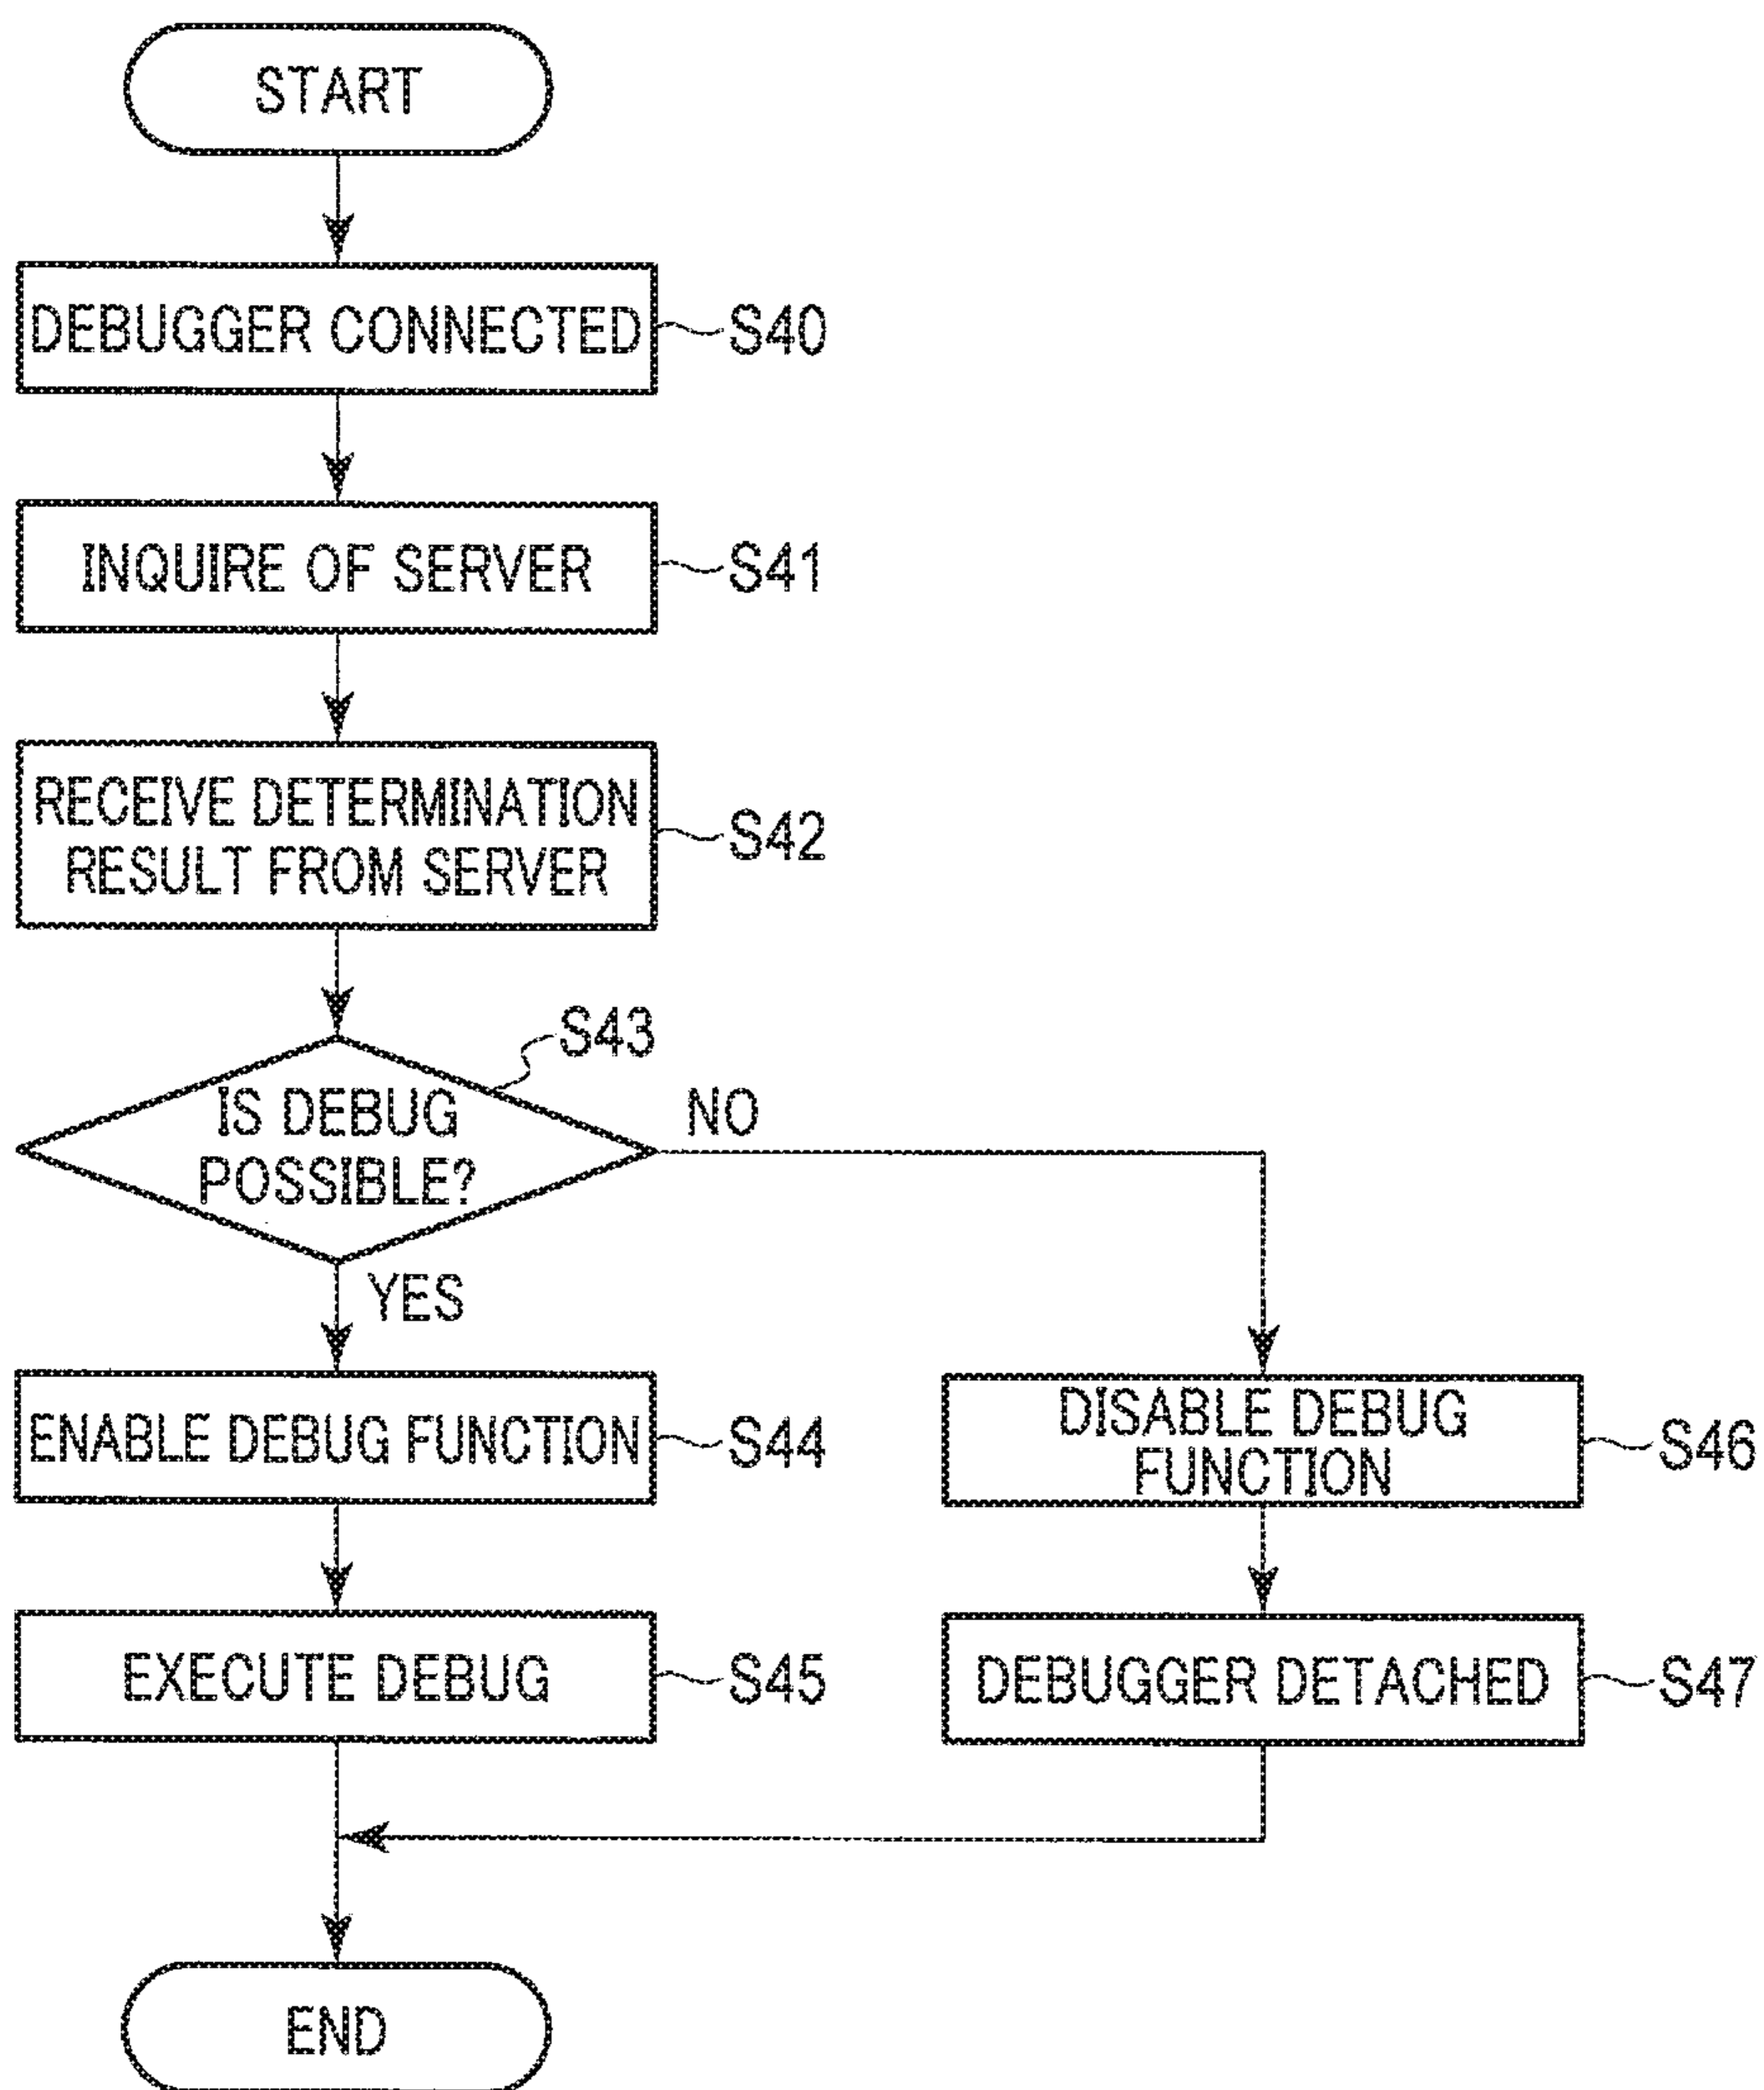 START
DEBUGGER CONNECTED
S40
INQUIRE OF SERVER
S41
RECEIVE DETERMINATION
RESULT FROM SERVER
S42
S43
IS DEBUG
POSSIBLE?
NO
YES
ENABLE DEBUG FUNCTION
S44
DISABLE DEBUG
FUNCTION
S46
EXECUTE DEBUG
S45
DEBUGGER DETACHED
S47
END